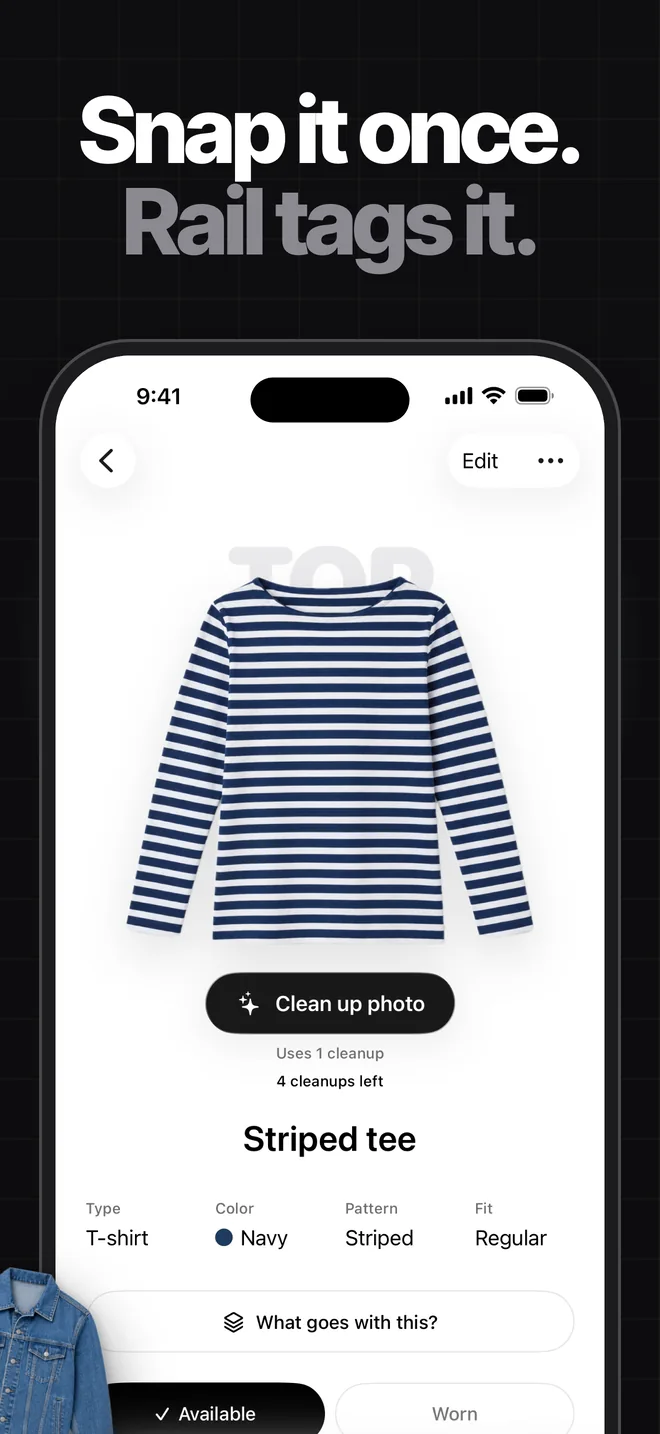 Snap it once.
Rail tags it.
9:41
Edit
TOP
Clean up photo
Uses 1 cleanup
4 cleanups left
Striped tee
Type Color Pattern Fit
T-shirt Navy Striped Regular
What goes with this?
✓ Available Worn